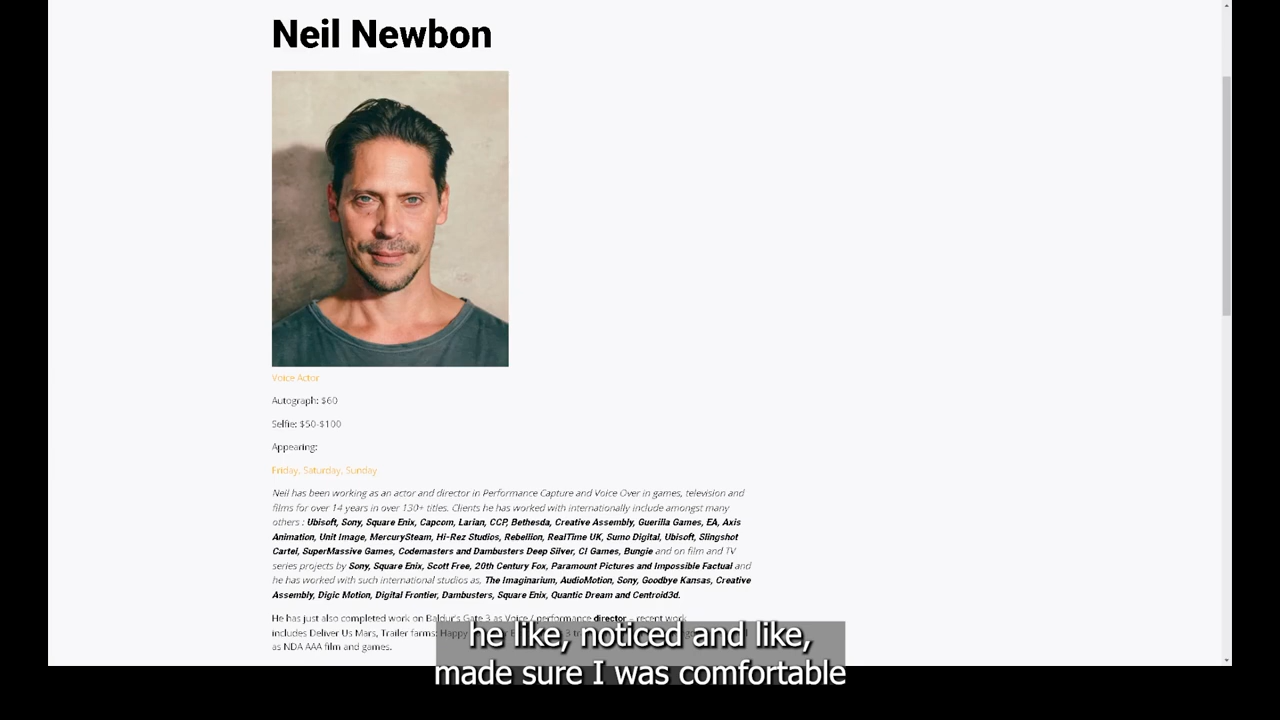 Neil Newbon
Voice Actor
Autograph: $60
Selfie: $50-$100
Appearing:
Friday, Saturday, Sunday
Neil has been working as an actor and director in Performance Capture and Voice Over in games, television and
films for over 14 years in over 130+ titles. Clients he has worked with internationally include amongst many
others : Ubisoft, Sony, Square Enix, Capcom, Larian, CCP, Bethesda, Creative Assembly, Guerilla Games, EA, Axis
Animation, Unit Image, MercurySteam, Hi-Rez Studios, Rebellion, RealTime UK, Sumo Digital, Ubisoft, Slingshot
Cartel, SuperMassive Games, Codemasters and Dambusters Deep Silver, CI Games, Bungie and on film and TV
series projects by Sony, Square Enix, Scott Free, 20th Century Fox, Paramount Pictures and Impossible Factual and
he has worked with such international studios as, The Imaginarium, AudioMotion, Sony, Goodbye Kansas, Creative
Assembly, Digic Motion, Digital Frontier, Dambusters, Square Enix, Quantic Dream and Centroid3d.
He has just also completed work on Baldur's Gate 3 as Voice / performance director – recent work
includes Deliver Us Mars, Trailer farms: Happy
as NDA AAA film and games.
he like, noticed and like,
made sure I was comfortable